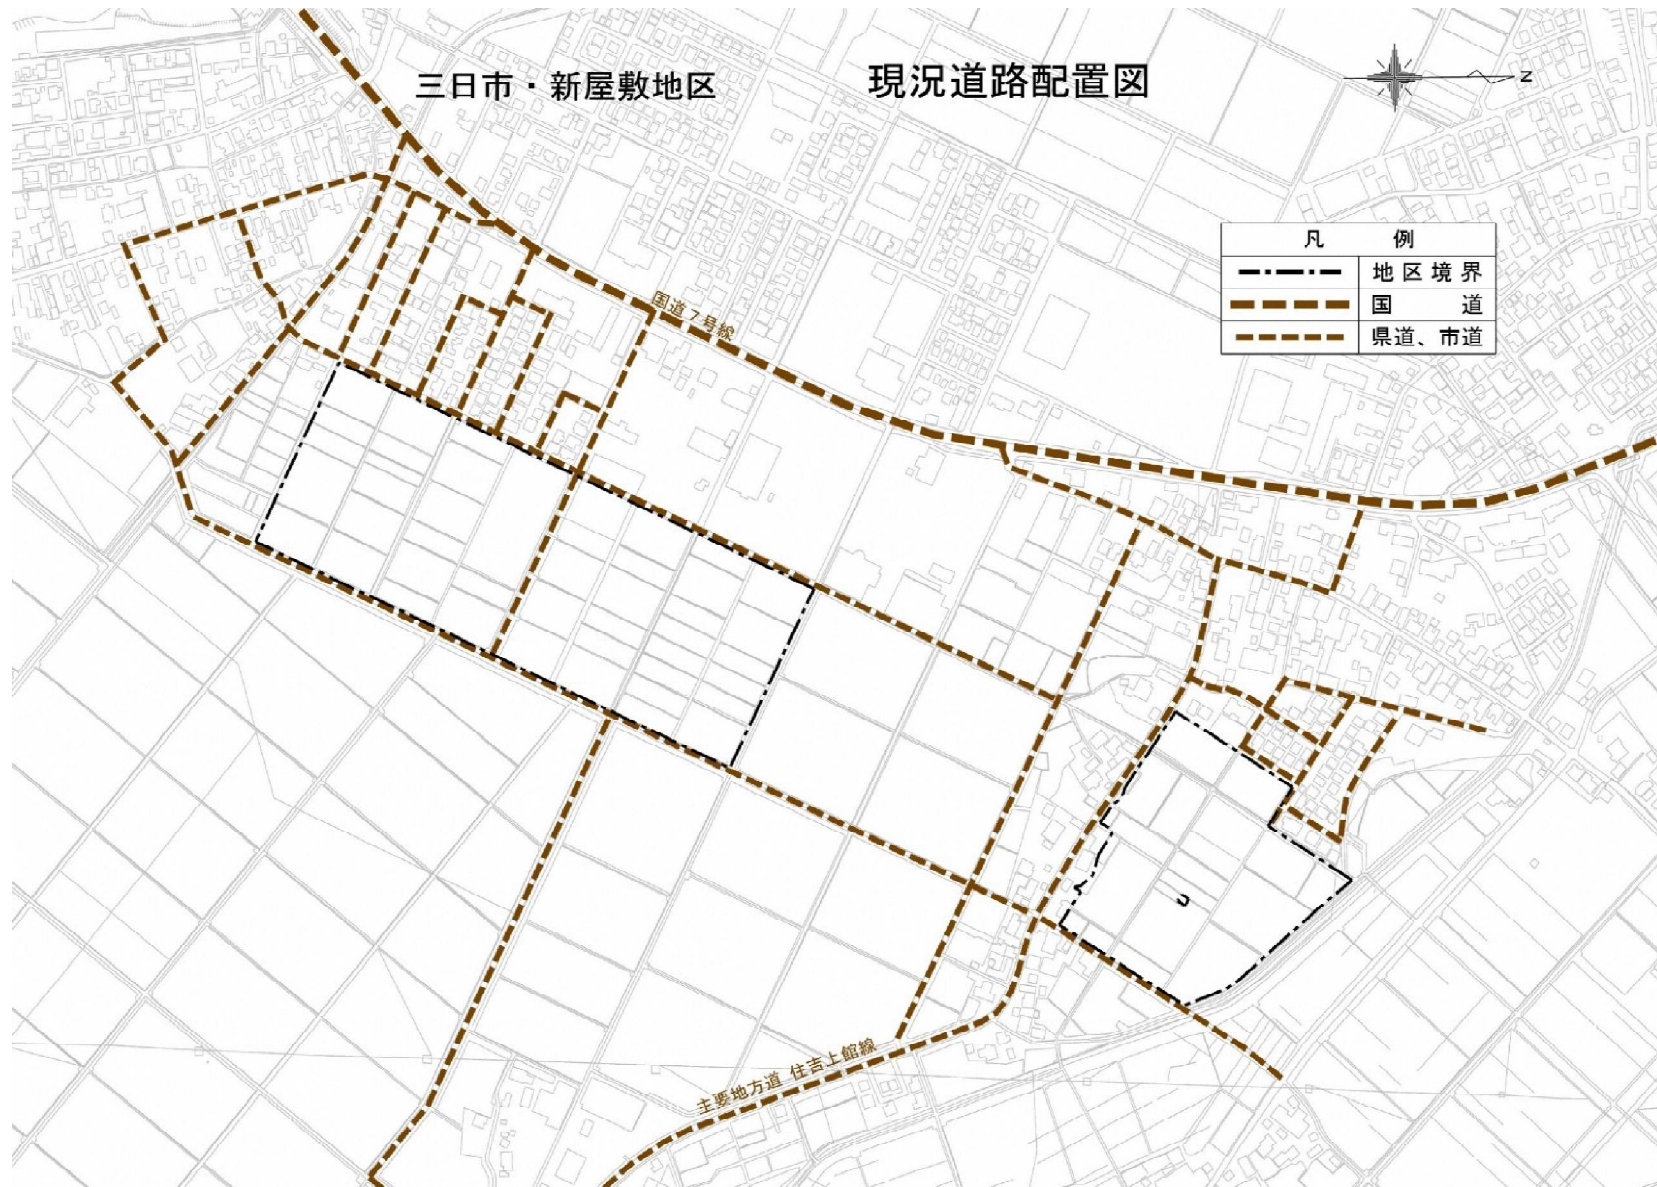 三日市・新屋敷地区
現況道路配置図
N
凡 例
地区境界
国 道
県道、市道
国道7号線
主要地方道 住吉上館線